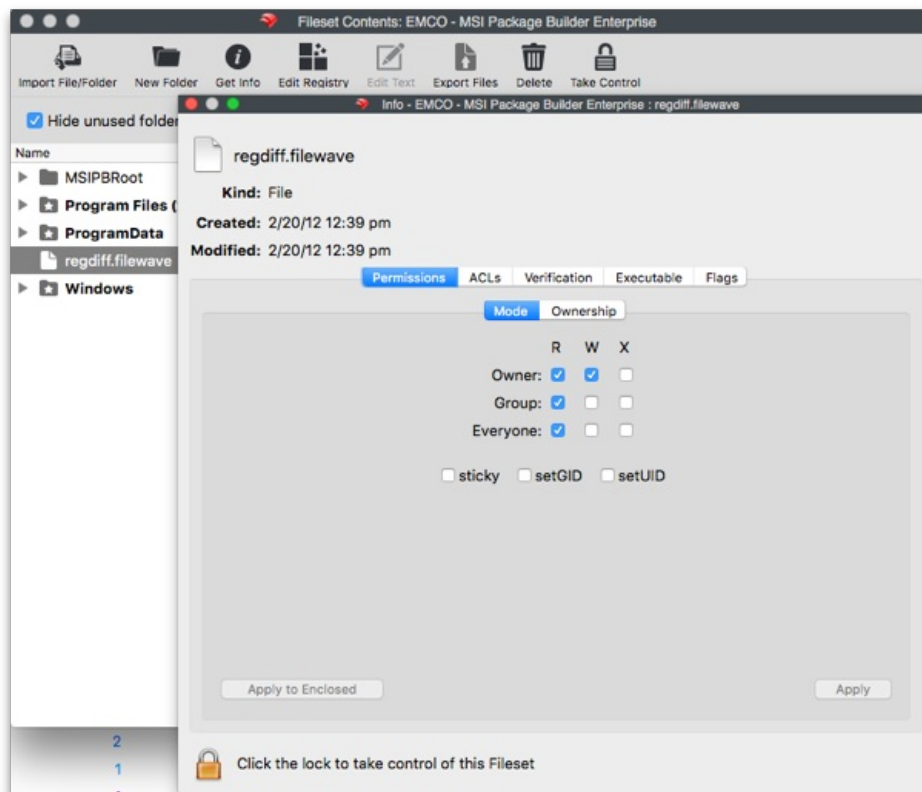 Fileset Contents: EMCO - MSI Package Builder Enterprise
Import File/Folder New Folder Get Info Edit Registry Edit Text Export Files Delete Take Control
Hide unused folder
Name
MSIPBRoot
Program Files (
ProgramData
regdiff.filewave
Windows
2
1
Info - EMCO - MSI Package Builder Enterprise : regdiff.filewave
regdiff.filewave
Kind: File
Created: 2/20/12 12:39 pm
Modified: 2/20/12 12:39 pm
Permissions ACLs Verification Executable Flags
Mode Ownership
R W X
Owner:
Group:
Everyone:
sticky setGID setUID
Apply to Enclosed Apply
Click the lock to take control of this Fileset